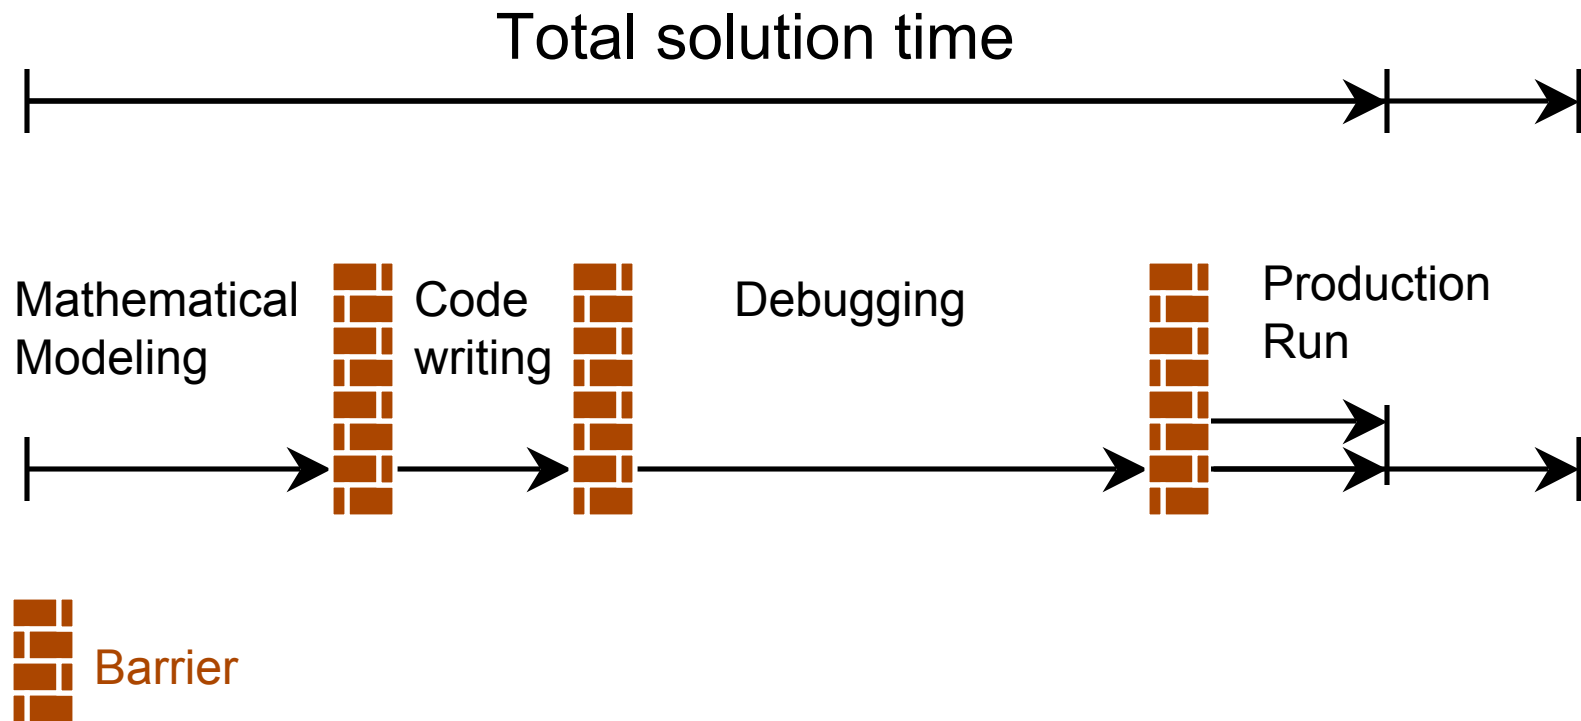 Total solution time
Mathematical
Modeling
Code
writing
Debugging
Production
Run
Barrier